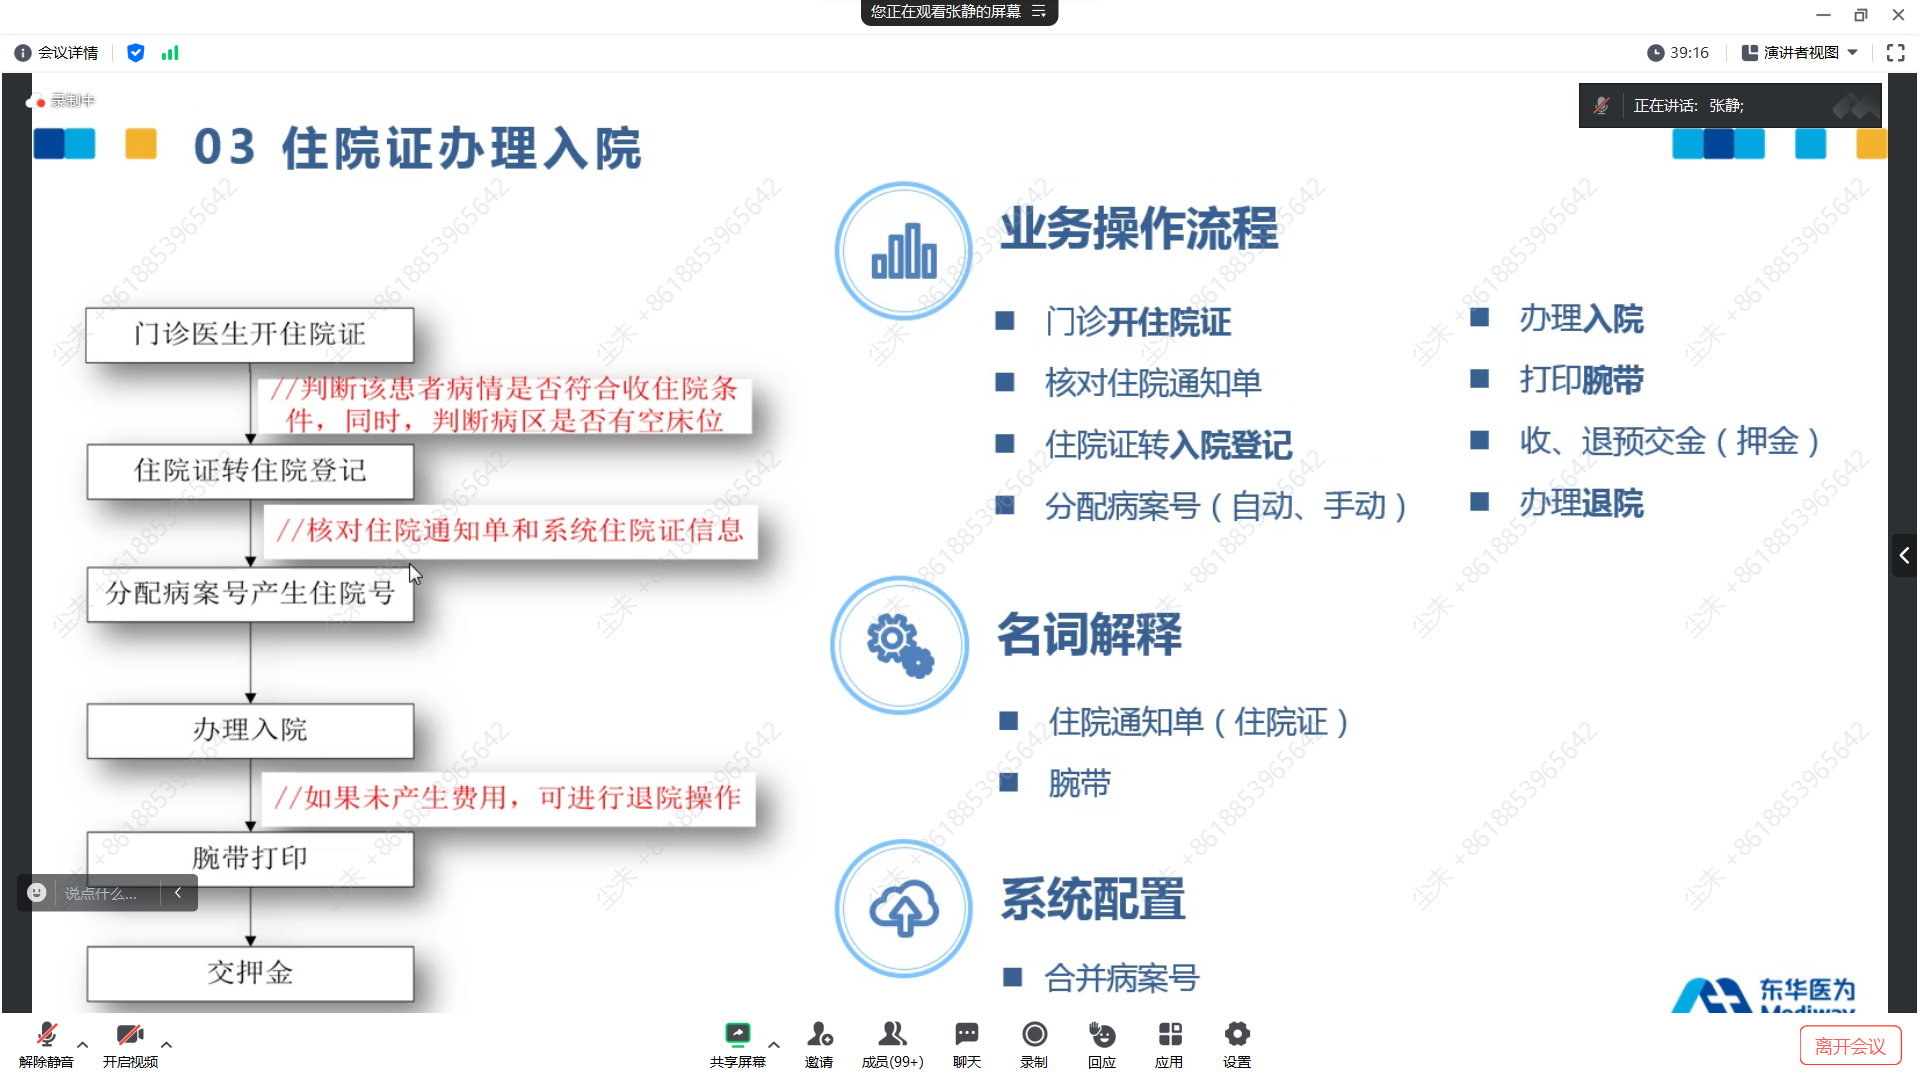 您正在观看张静的屏幕
会议详情
39:16
演讲者视图
录制中
正在讲话: 张静;
03 住院证办理入院
门诊医生开住院证
//判断该患者病情是否符合收住院条
件，同时，判断病区是否有空床位
住院证转住院登记
//核对住院通知单和系统住院证信息
分配病案号产生住院号
办理入院
//如果未产生费用，可进行退院操作
腕带打印
交押金
业务操作流程
门诊开住院证
核对住院通知单
住院证转入院登记
分配病案号（自动、手动）
办理入院
打印腕带
收、退预交金（押金）
办理退院
名词解释
住院通知单（住院证）
腕带
系统配置
合并病案号
东华医为
Mediway
尘未 +8618853965642
说点什么...
解除静音
开启视频
共享屏幕
邀请
成员(99+)
聊天
录制
回应
应用
设置
离开会议